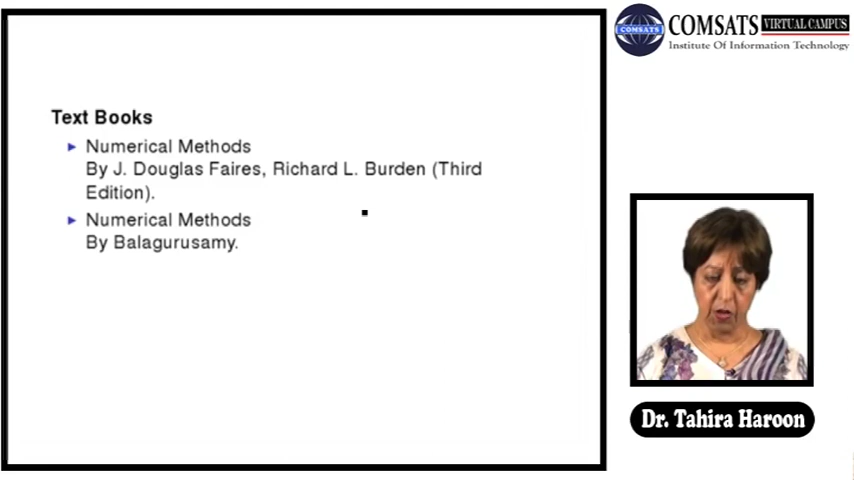 Text Books
Numerical Methods
By J. Douglas Faires, Richard L. Burden (Third
Edition).
Numerical Methods
By Balagurusamy.
COMSATS
COMSATS VIRTUAL CAMPUS
Institute Of Information Technology
Dr. Tahira Haroon